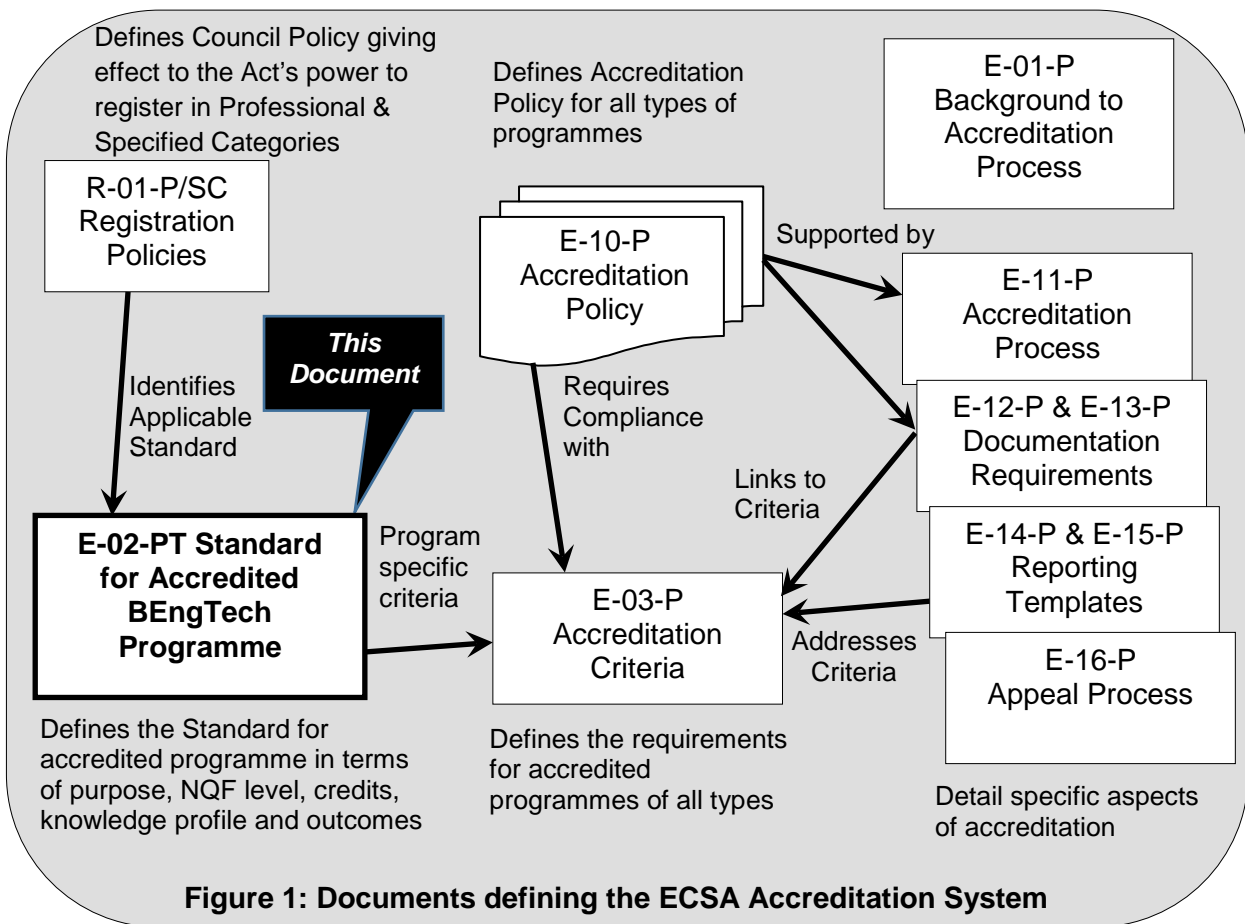 Defines Council Policy giving
effect to the Act's power to
register in Professional &
Specified Categories
Defines Accreditation
Policy for all types of
programmes
E-01-P
Background to
Accreditation
Process
R-01-P/SC
Registration
Policies
E-10-P
Accreditation
Policy
Supported by
E-11-P
Accreditation
Process
This
Document
Identifies
Applicable
Standard
Requires
Compliance
with
E-12-P & E-13-P
Documentation
Requirements
Links to
Criteria
E-02-PT Standard
for Accredited
BEngTech
Programme
Program
specific
criteria
E-03-P
Accreditation
Criteria
E-14-P & E-15-P
Reporting
Templates
Addresses
Criteria
E-16-P
Appeal Process
Defines the Standard for
accredited programme in terms
of purpose, NQF level, credits,
knowledge profile and outcomes
Defines the requirements
for accredited
programmes of all types
Detail specific aspects
of accreditation
Figure 1: Documents defining the ECSA Accreditation System